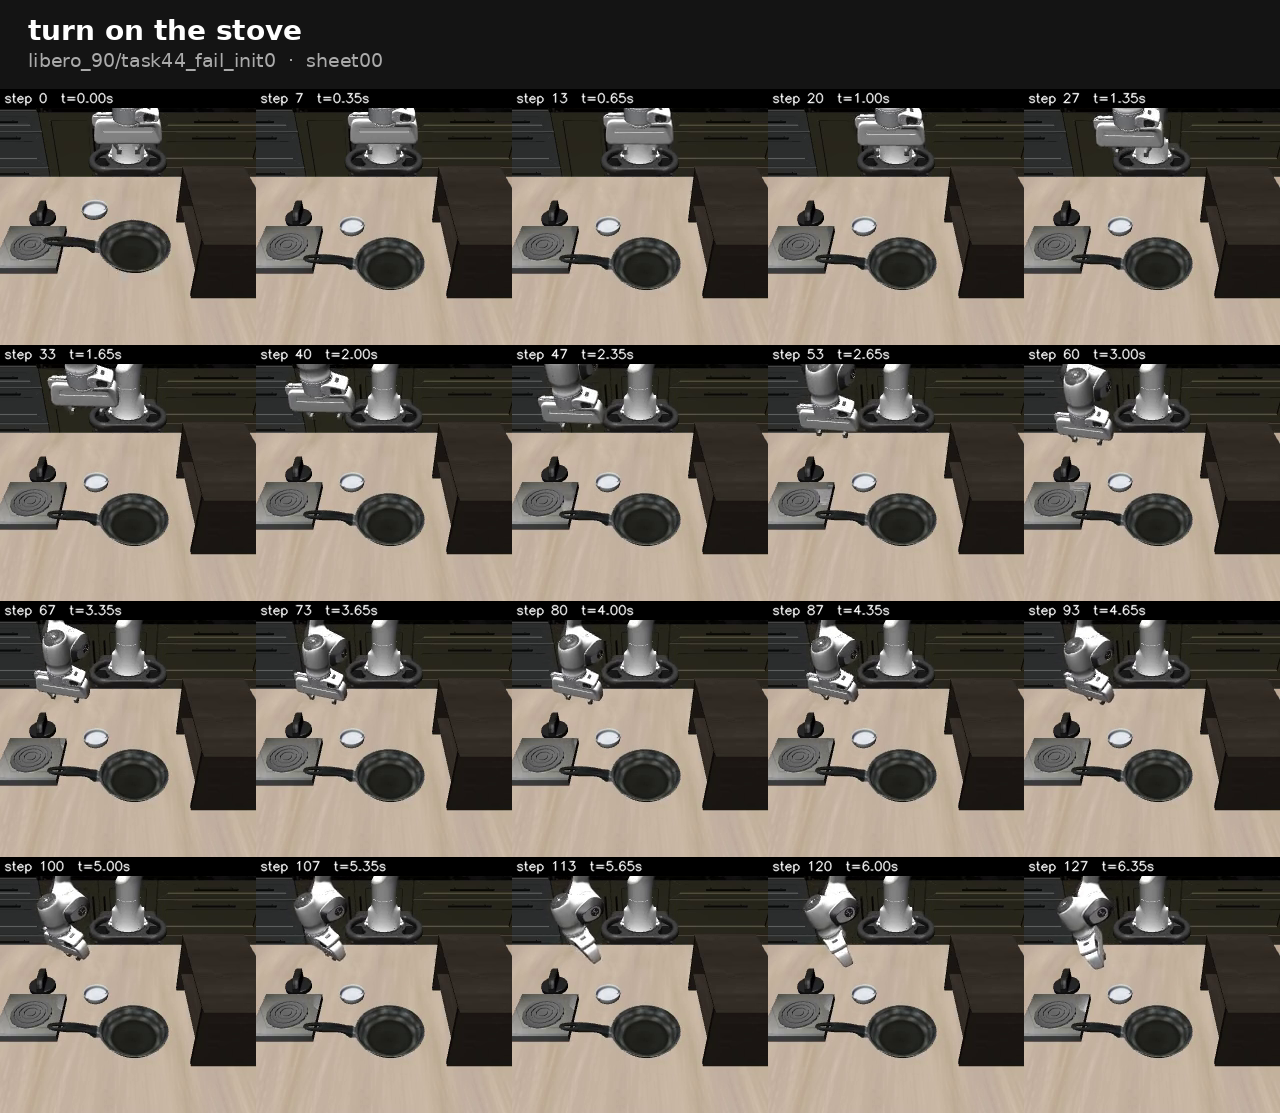 turn on the stove
libero_90/task44_fail_init0 · sheet00
step 0 t=0.00s
step 7 t=0.35s
step 13 t=0.65s
step 20 t=1.00s
step 27 t=1.35s
step 33 t=1.65s
step 40 t=2.00s
step 47 t=2.35s
step 53 t=2.65s
step 60 t=3.00s
step 67 t=3.35s
step 73 t=3.65s
step 80 t=4.00s
step 87 t=4.35s
step 93 t=4.65s
step 100 t=5.00s
step 107 t=5.35s
step 113 t=5.65s
step 120 t=6.00s
step 127 t=6.35s